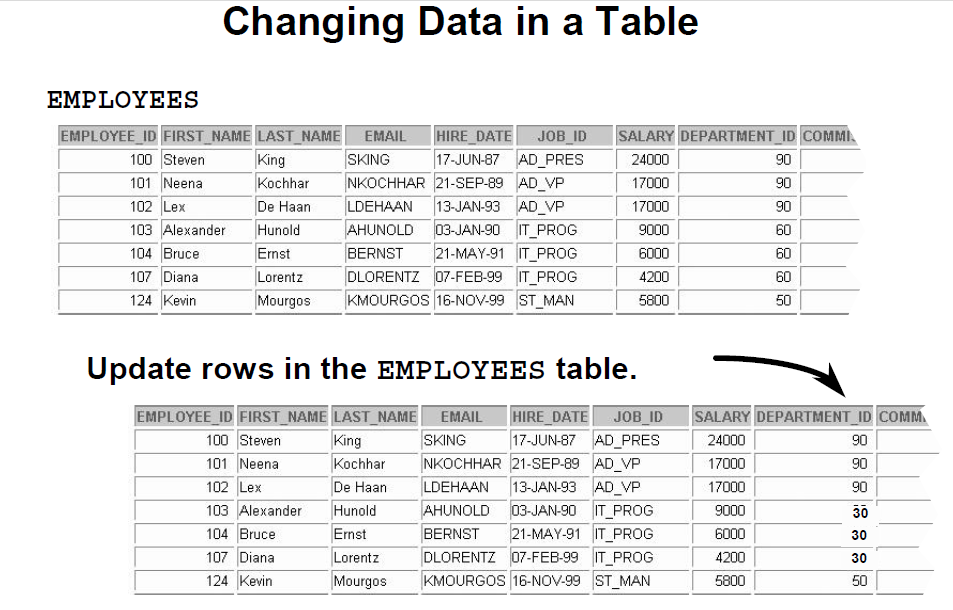 Changing Data in a Table
EMPLOYEES
EMPLOYEE_ID FIRST_NAME LAST_NAME EMAIL HIRE_DATE JOB_ID SALARY DEPARTMENT_ID
100 Steven King SKING 17-JUN-87 AD_PRES 24000 90
101 Neena Kochhar NKOCHHAR 21-SEP-89 AD_VP 17000 90
102 Lex De Haan LDEHAAN 13-JAN-93 AD_VP 17000 90
103 Alexander Hunold AHUNOLD 03-JAN-90 IT_PROG 9000 60
104 Bruce Ernst BERNST 21-MAY-91 IT_PROG 6000 60
107 Diana Lorentz DLORENTZ 07-FEB-99 IT_PROG 4200 60
124 Kevin Mourgos KMOURGOS 16-NOV-99 ST_MAN 5800 50
Update rows in the EMPLOYEES table.
EMPLOYEE_ID FIRST_NAME LAST_NAME EMAIL HIRE_DATE JOB_ID SALARY DEPARTMENT_ID COMM
100 Steven King SKING 17-JUN-87 AD_PRES 24000 90
101 Neena Kochhar NKOCHHAR 21-SEP-89 AD_VP 17000 90
102 Lex De Haan LDEHAAN 13-JAN-93 AD_VP 17000 90
103 Alexander Hunold AHUNOLD 03-JAN-90 IT_PROG 9000 30
104 Bruce Ernst BERNST 21-MAY-91 IT_PROG 6000 30
107 Diana Lorentz DLORENTZ 07-FEB-99 IT_PROG 4200 30
124 Kevin Mourgos KMOURGOS 16-NOV-99 ST_MAN 5800 50